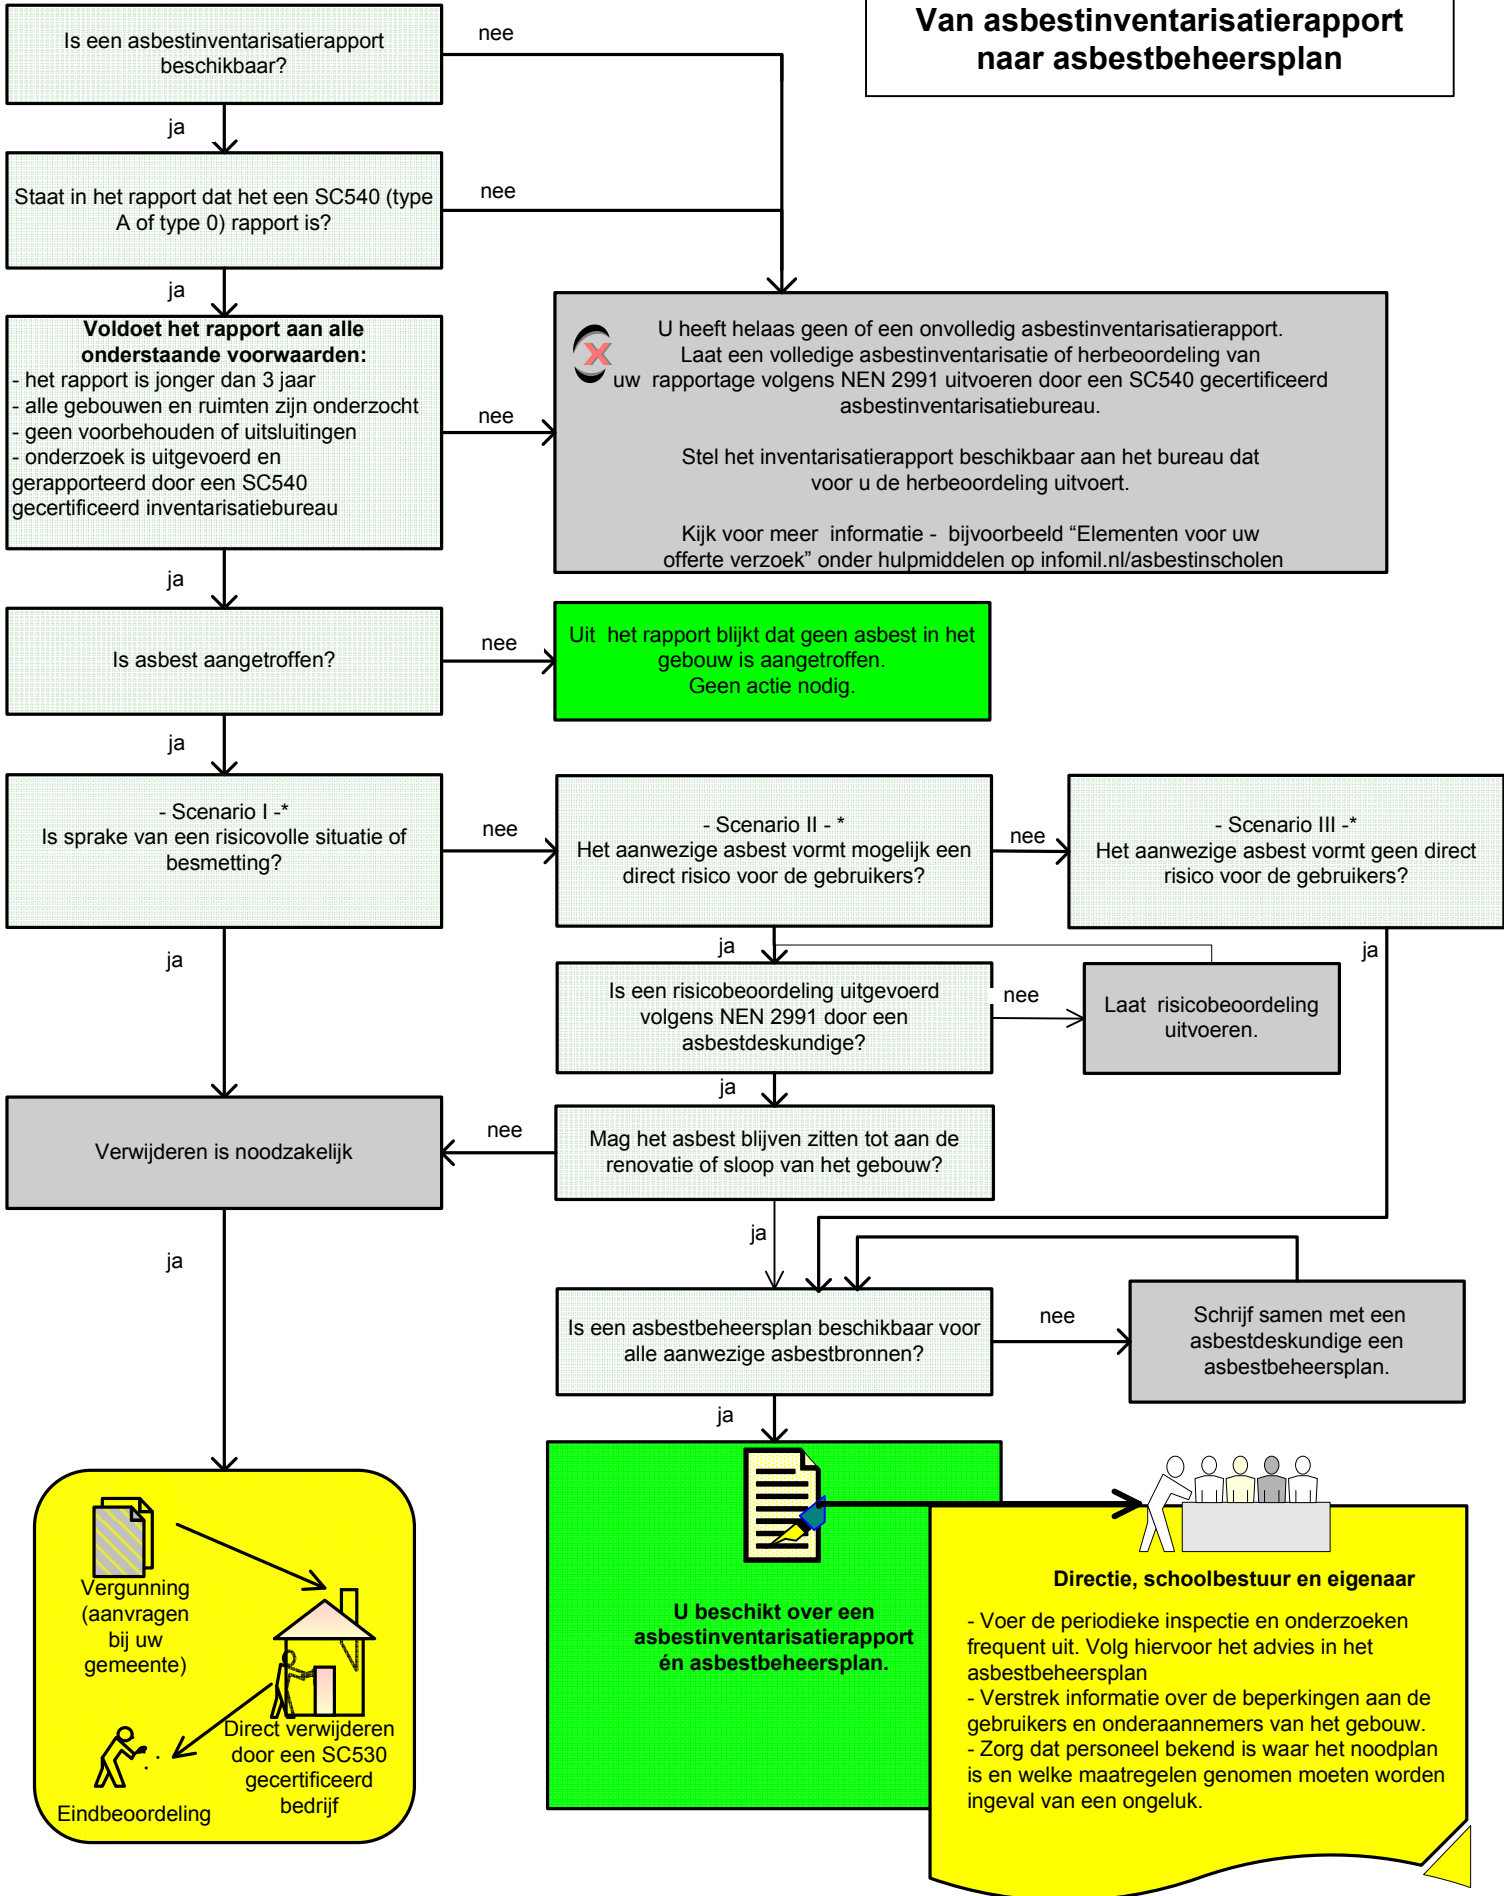 Van asbestinventarisatierapport
naar asbestbeheersplan
Is een asbestinventarisatierapport
beschikbaar?
nee
ja
Staat in het rapport dat het een SC540 (type
A of type 0) rapport is?
nee
ja
Voldoet het rapport aan alle
onderstaande voorwaarden:
- het rapport is jonger dan 3 jaar
- alle gebouwen en ruimten zijn onderzocht
- geen voorbehouden of uitsluitingen
- onderzoek is uitgevoerd en
gerapporteerd door een SC540
gecertificeerd inventarisatiebureau
nee
U heeft helaas geen of een onvolledig asbestinventarisatierapport.
Laat een volledige asbestinventarisatie of herbeoordeling van
uw rapportage volgens NEN 2991 uitvoeren door een SC540 gecertificeerd
asbestinventarisatiebureau.
Stel het inventarisatierapport beschikbaar aan het bureau dat
voor u de herbeoordeling uitvoert.
Kijk voor meer informatie - bijvoorbeeld “Elementen voor uw
offerte verzoek” onder hulpmiddelen op infomil.nl/asbestinscholen
ja
Is asbest aangetroffen?
nee
Uit het rapport blijkt dat geen asbest in het
gebouw is aangetroffen.
Geen actie nodig.
ja
- Scenario I -*
Is sprake van een risicovolle situatie of
besmetting?
nee
- Scenario II - *
Het aanwezige asbest vormt mogelijk een
direct risico voor de gebruikers?
nee
- Scenario III -*
Het aanwezige asbest vormt geen direct
risico voor de gebruikers?
ja
ja
ja
Is een risicobeoordeling uitgevoerd
volgens NEN 2991 door een
asbestdeskundige?
nee
Laat risicobeoordeling
uitvoeren.
ja
Verwijderen is noodzakelijk
nee
Mag het asbest blijven zitten tot aan de
renovatie of sloop van het gebouw?
ja
ja
Is een asbestbeheersplan beschikbaar voor
alle aanwezige asbestbronnen?
nee
Schrijf samen met een
asbestdeskundige een
asbestbeheersplan.
ja
Vergunning
(aanvragen
bij uw
gemeente)
Direct verwijderen
door een SC530
gecertificeerd
bedrijf
Eindbeoordeling
U beschikt over een
asbestinventarisatierapport
én asbestbeheersplan.
Directie, schoolbestuur en eigenaar
- Voer de periodieke inspectie en onderzoeken
frequent uit. Volg hiervoor het advies in het
asbestbeheersplan
- Verstrek informatie over de beperkingen aan de
gebruikers en onderaannemers van het gebouw.
- Zorg dat personeel bekend is waar het noodplan
is en welke maatregelen genomen moeten worden
ingeval van een ongeluk.